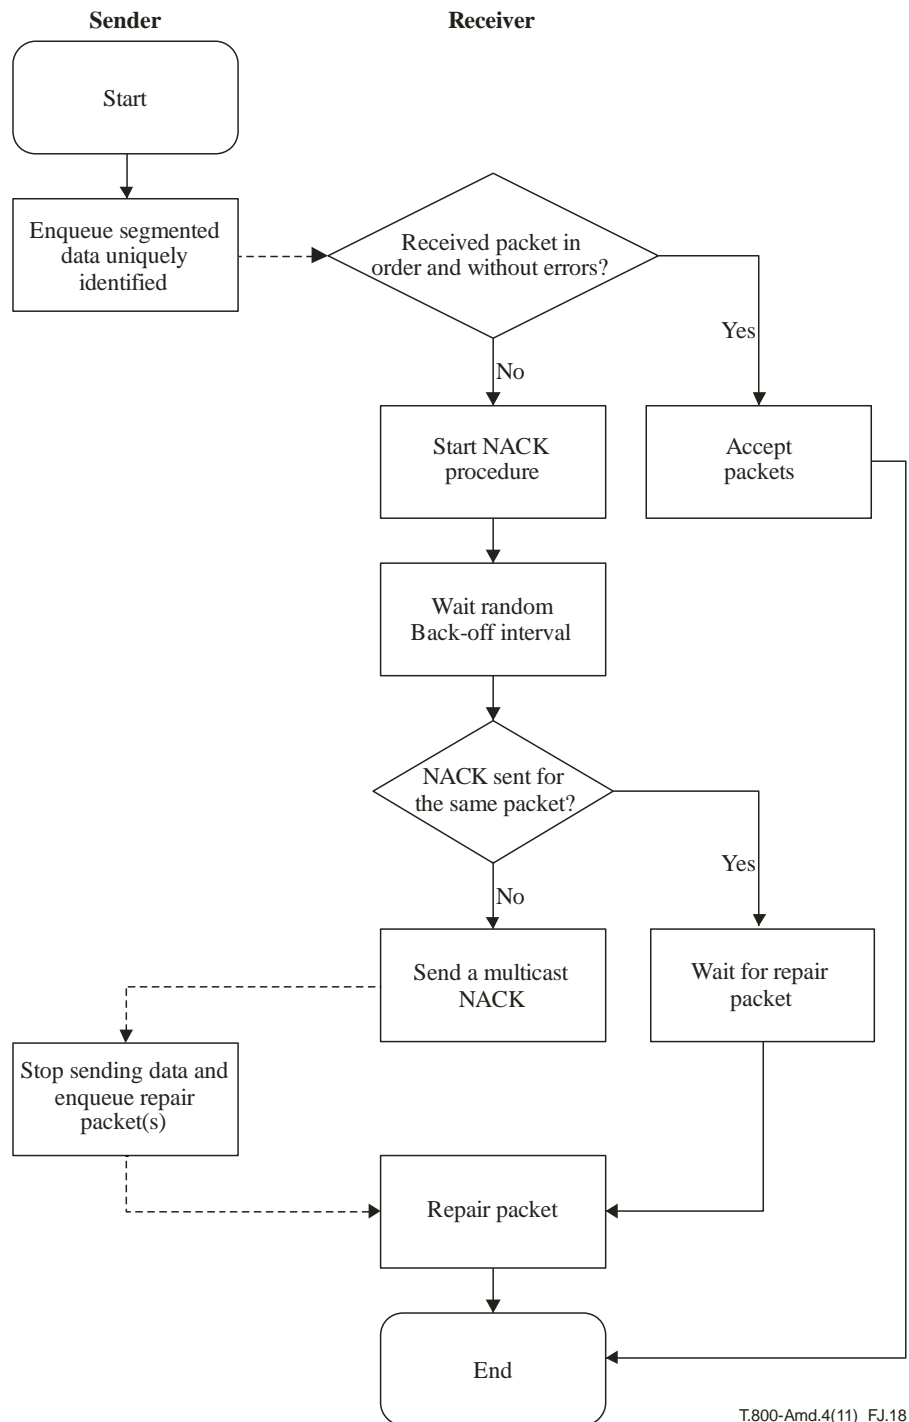 Sender
Receiver
Start
Enqueue segmented
data uniquely
identified
Received packet in
order and without errors?
Yes
No
Start NACK
procedure
Accept
packets
Wait random
Back-off interval
NACK sent for
the same packet?
Yes
No
Send a multicast
NACK
Wait for repair
packet
Stop sending data and
enqueue repair
packet(s)
Repair packet
End
T.800-Amd.4(11)_FJ.18